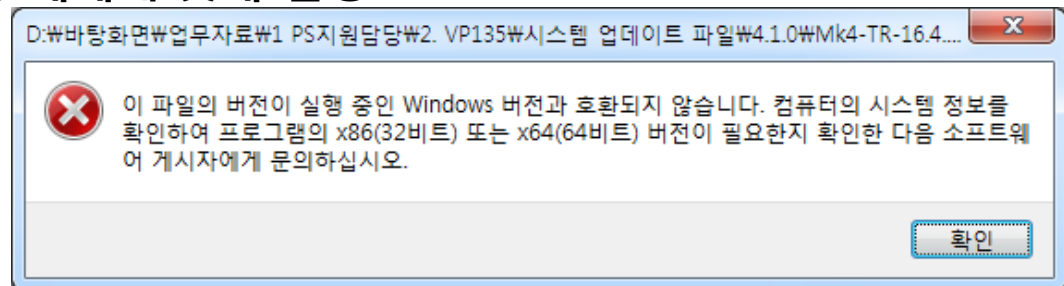 D:₩바탕화면₩업무자료₩1 PS지원담당₩2. VP135₩시스템 업데이트 파일₩4.1.0₩Mk4-TR-16.4....
이 파일의 버전이 실행 중인 Windows 버전과 호환되지 않습니다. 컴퓨터의 시스템 정보를
확인하여 프로그램의 x86(32비트) 또는 x64(64비트) 버전이 필요한지 확인한 다음 소프트웨
어 게시자에게 문의하십시오.
확인